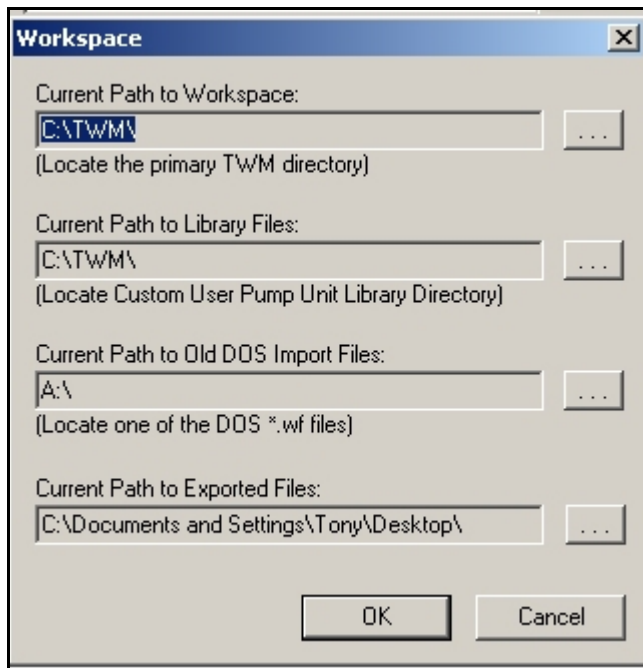 Workspace
Current Path to Workspace:
C:\TWM\
...
(Locate the primary TWM directory)
Current Path to Library Files:
C:\TWM\
...
(Locate Custom User Pump Unit Library Directory)
Current Path to Old DOS Import Files:
A:\
...
(Locate one of the DOS *.wf files)
Current Path to Exported Files:
C:\Documents and Settings\Tony\Desktop\
...
OK
Cancel